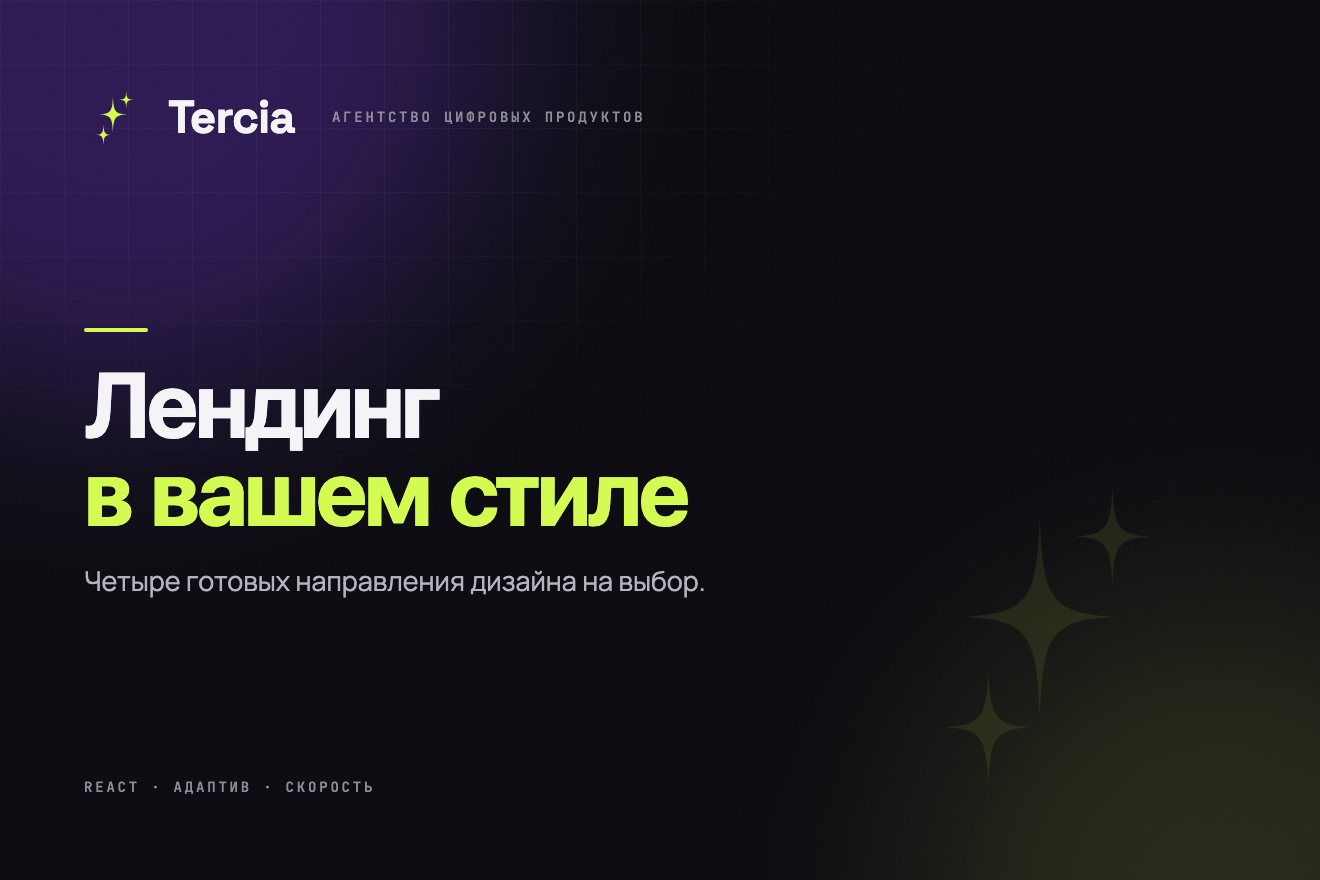 Tercia
АГЕНТСТВО ЦИФРОВЫХ ПРОДУКТОВ
Лендинг
в вашем стиле
Четыре готовых направления дизайна на выбор.
REACT · АДАПТИВ · СКОРОСТЬ